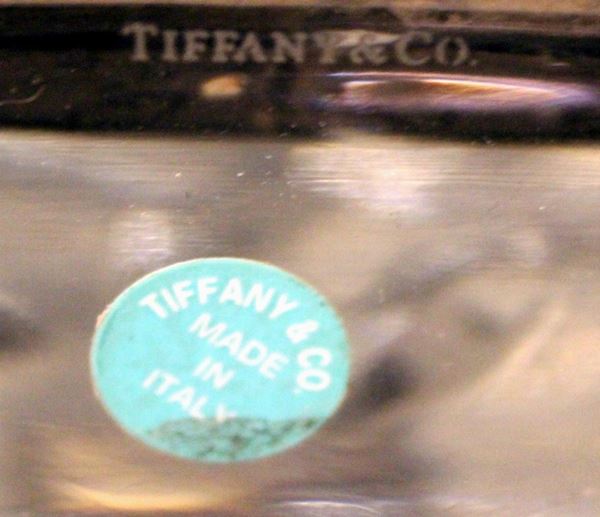 TIFFANY & CO.
TIFFANY & CO.
MADE
IN
ITALY